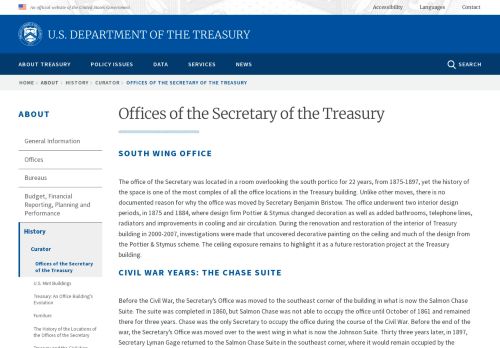 An official website of the United States Government
Accessibility
Languages
Contact
U.S. DEPARTMENT OF THE TREASURY
ABOUT TREASURY
POLICY ISSUES
DATA
SERVICES
NEWS
SEARCH
HOME > ABOUT > HISTORY > CURATOR > OFFICES OF THE SECRETARY OF THE TREASURY
ABOUT
General Information
Offices
Bureaus
Budget, Financial
Reporting, Planning and
Performance
History
Curator
Offices of the Secretary
of the Treasury
U.S. Mint Buildings
Treasury: An Office Building's
Evolution
Furniture
The History of the Locations
of the Offices of the Secretary
Offices of the Secretary of the Treasury
SOUTH WING OFFICE
The office of the Secretary was located in a room overlooking the south portico for 22 years, from 1875-1897, yet the history of
the space is one of the most complex of all the office locations in the Treasury building. Unlike other moves, there is no
documented reason for why the office was moved by Secretary Benjamin Bristow. The office underwent two interior design
periods, in 1875 and 1884, where design firm Pottier & Stymus changed decoration as well as added bathrooms, telephone lines,
radiators and improvements in cooling and air circulation. During the renovation and restoration of the interior of Treasury
building in 2000-2007, investigations were made that uncovered decorative panting on the ceiling and much of the design from
the Pottier & Stymus scheme. The ceiling exposure remains to highlight it as a future restoration project at the Treasury
building.
CIVIL WAR YEARS: THE CHASE SUITE
Before the Civil War, the Secretary's Office was moved to the southeast corner of the building in what is now the Salmon Chase
Suite. The suite was completed in 1860, but Salmon Chase was not able to occupy the office until October of 1861 and remained
there for three years. Chase was the only Secretary to occupy the office during the course of the Civil War. Before the end of
war, the Secretary's Office was moved over to the west wing in what is now the Johnson Suite. Thirty three years later, in 1897,
Secretary Lyman Gage returned to the Salmon Chase Suite in the southeast corner, where the